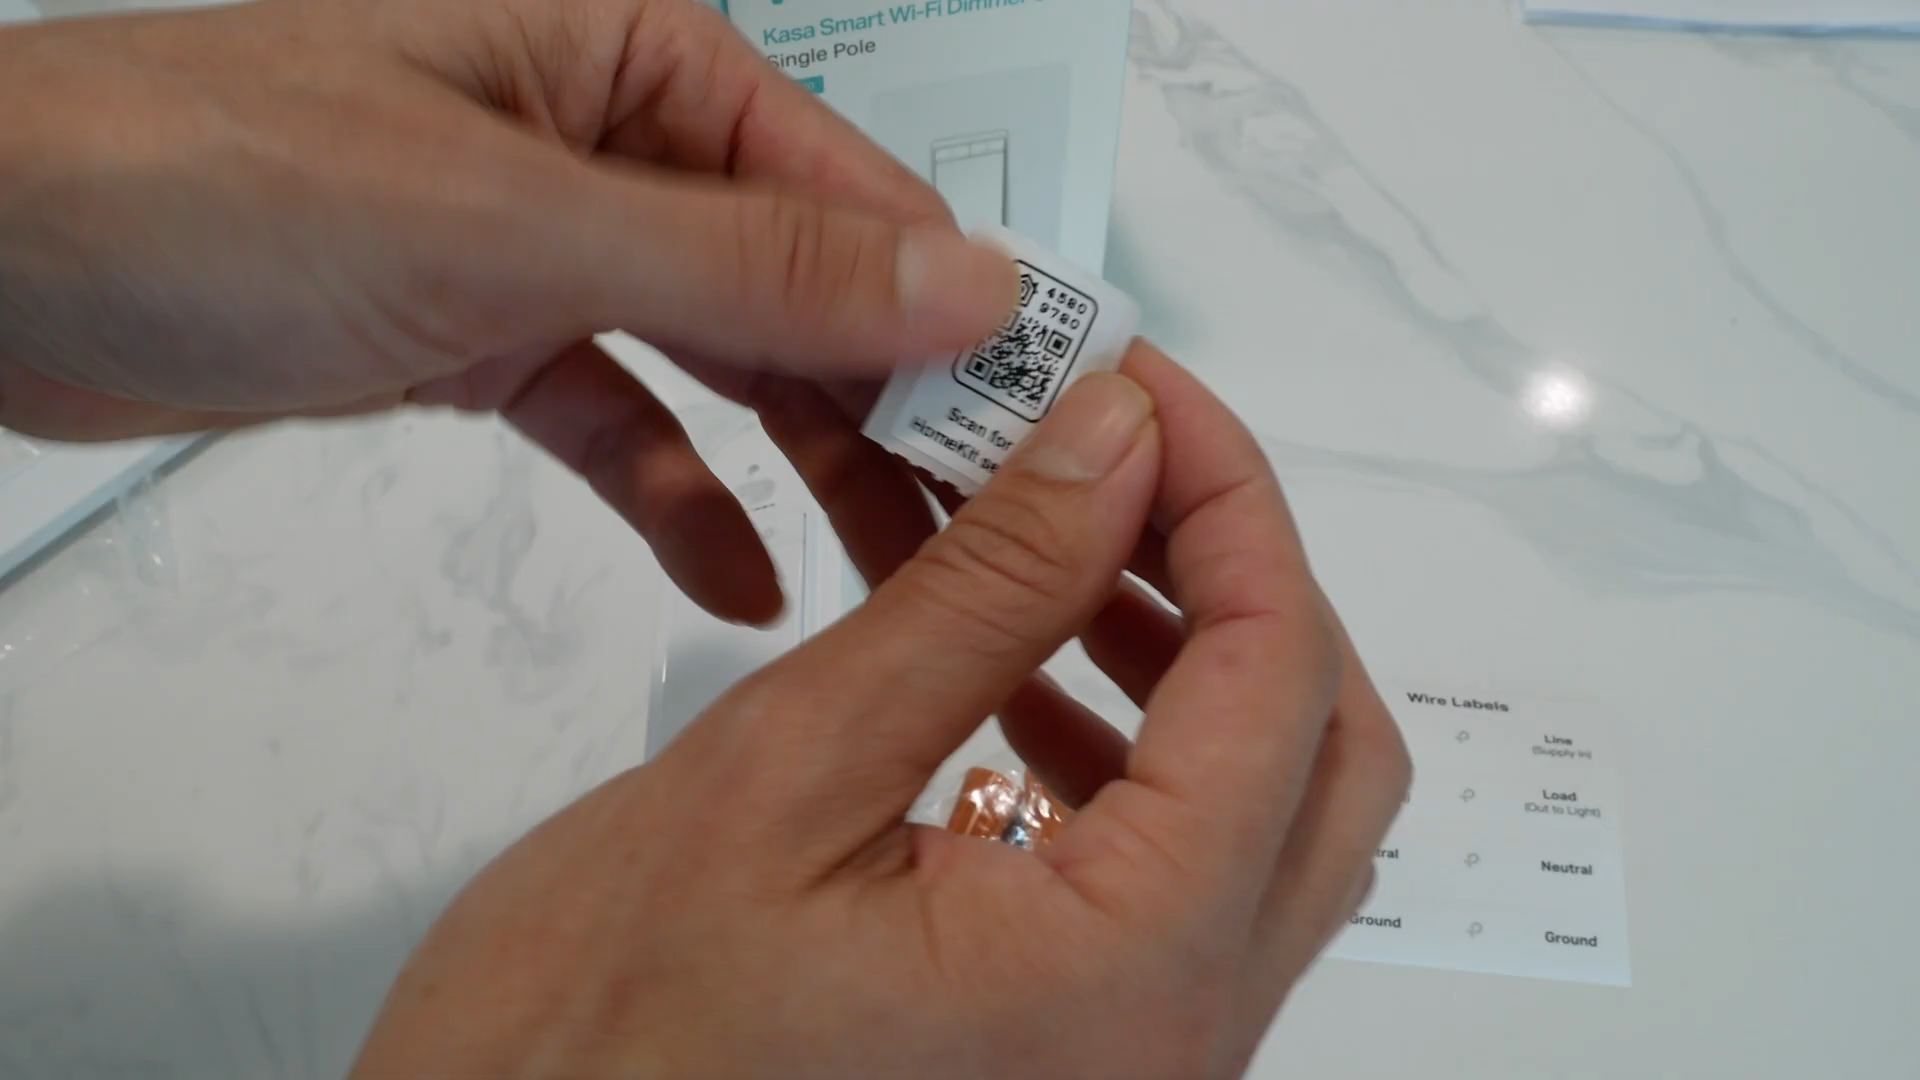 Kasa Smart Wi-Fi Dimmer
Single Pole
4580
9780
Scan for
HomeKit
Wire Labels
Line
(Supply in)
Load
(Out to Light)
Neutral
Ground
Ground